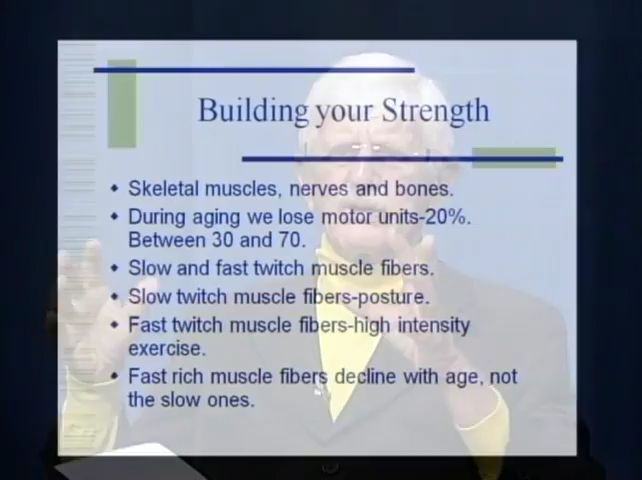 Building your Strength
Skeletal muscles, nerves and bones.
During aging we lose motor units-20%.
Between 30 and 70.
Slow and fast twitch muscle fibers.
Slow twitch muscle fibers-posture.
Fast twitch muscle fibers-high intensity
exercise.
Fast rich muscle fibers decline with age, not
the slow ones.